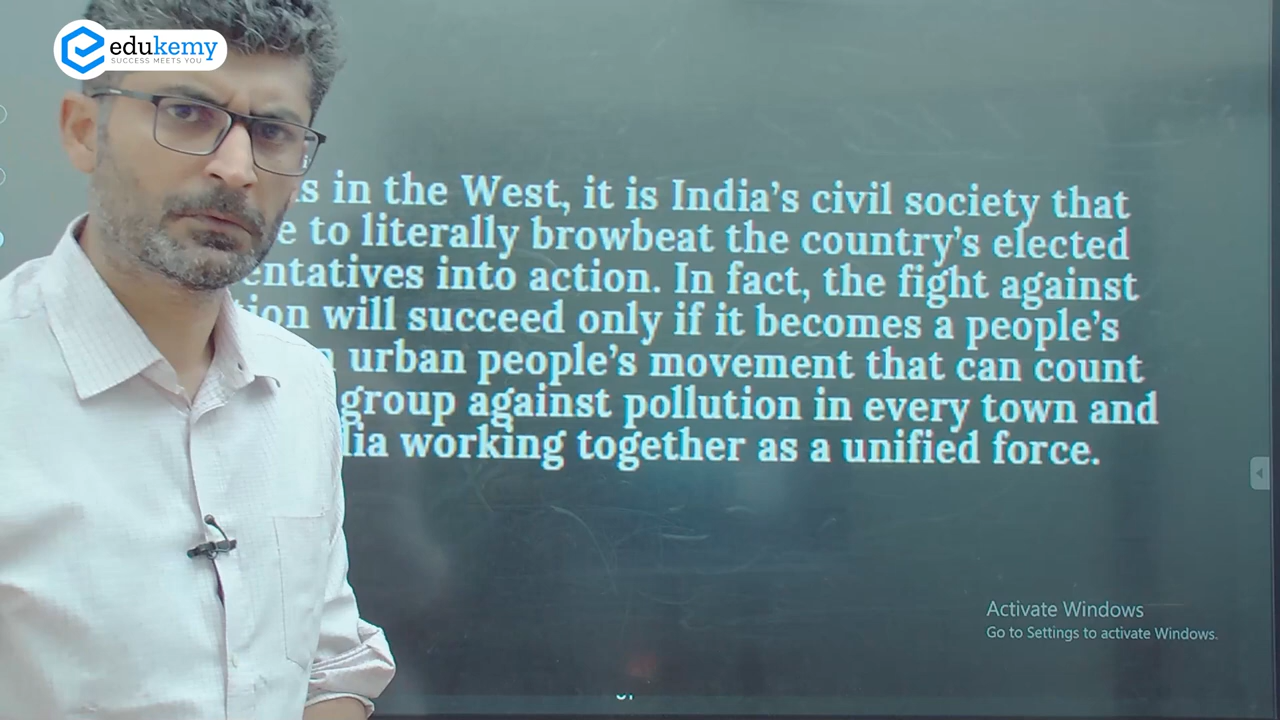 edukemy
SUCCESS MEETS YOU
in the West, it is India's civil society that
to literally browbeat the country's elected
into action. In fact, the fight against
will succeed only if it becomes a people's
urban people's movement that can count
group against pollution in every town and
working together as a unified force.
Activate Windows
Go to Settings to activate Windows.